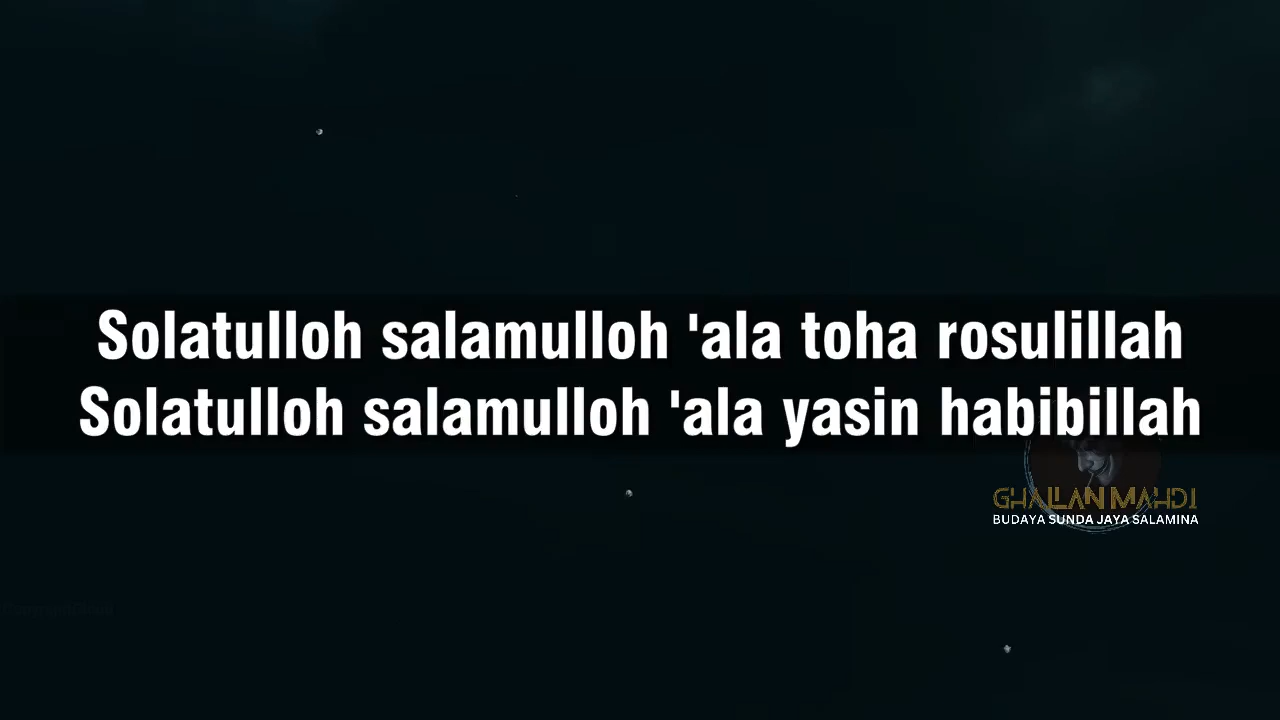 Solatulloh salamulloh 'ala toha rosulillah
Solatulloh salamulloh 'ala yasin habibillah
GHAILAN MAHDI
BUDAYA SUNDA JAYA SALAMINA